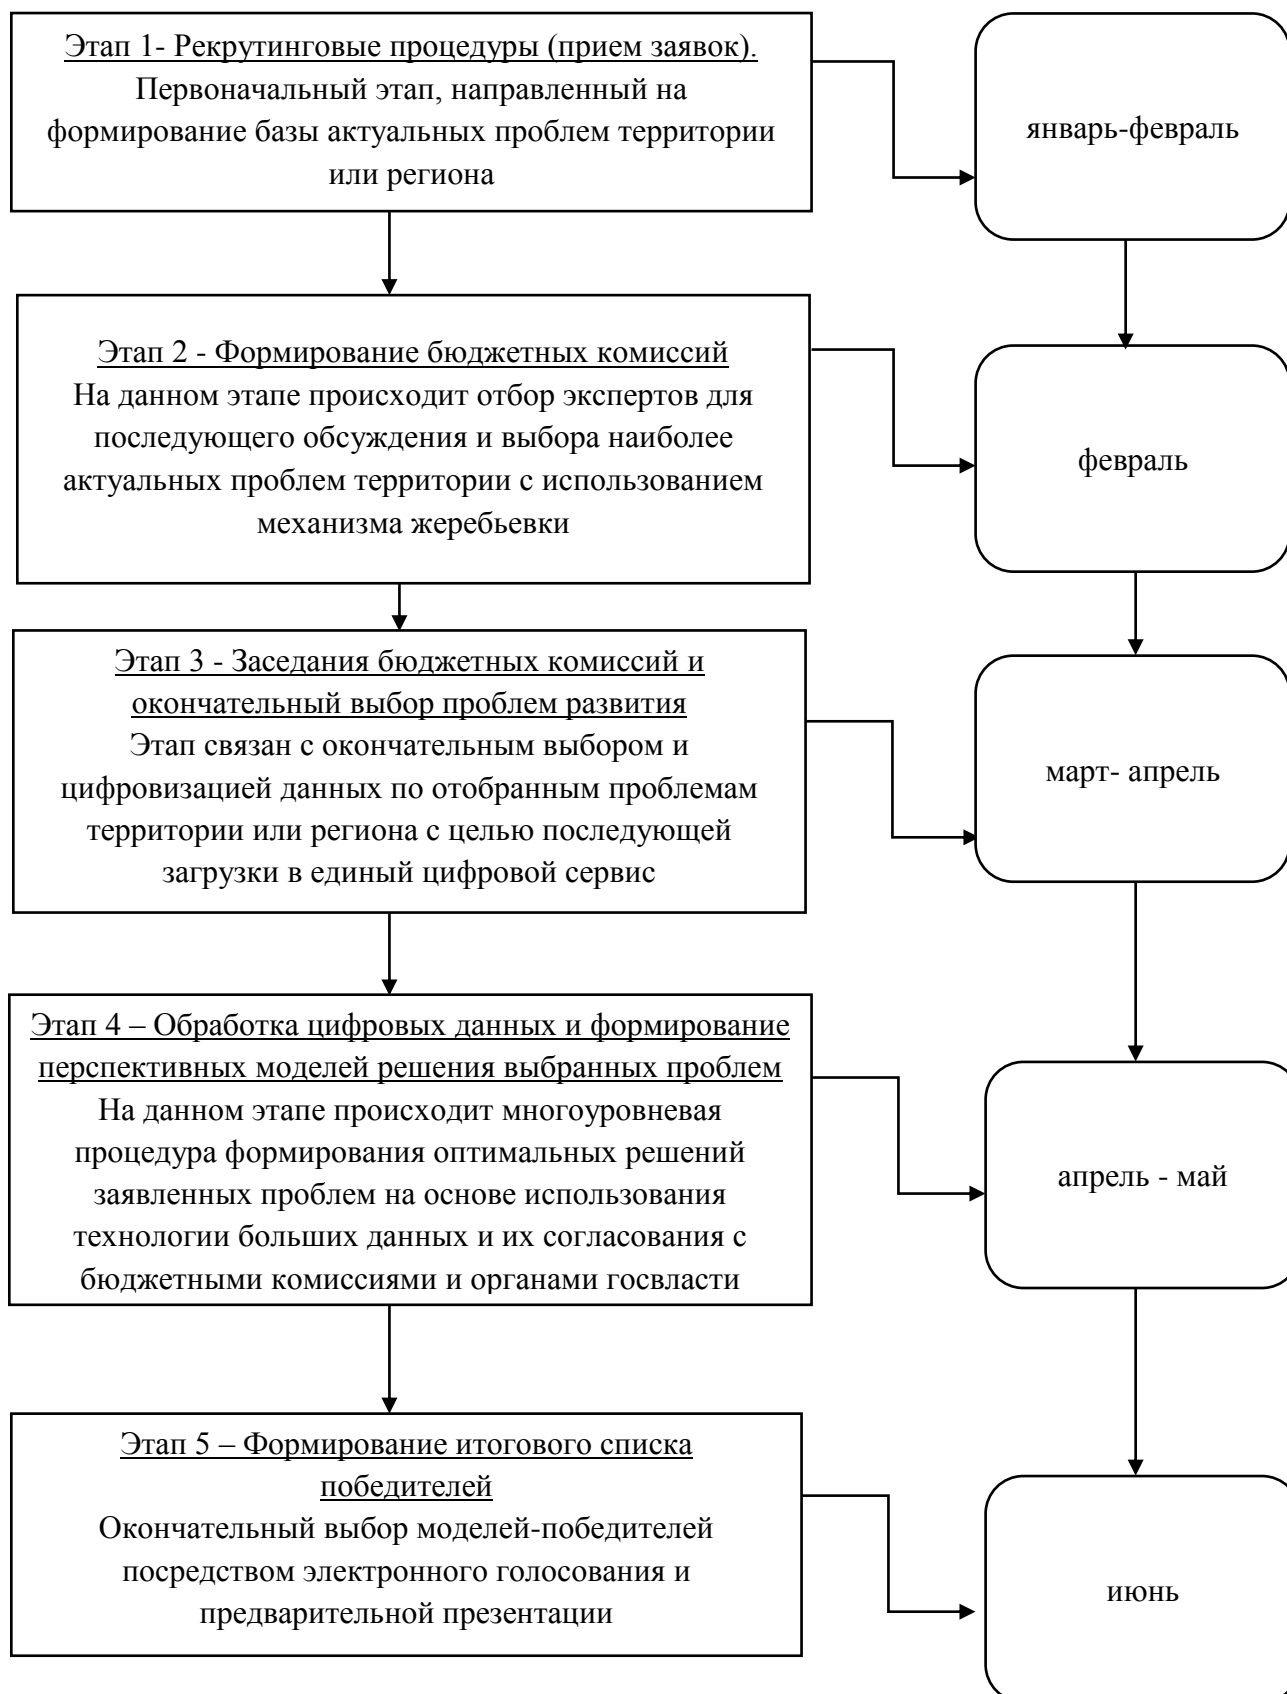 Этап 1- Рекрутинговые процедуры (прием заявок).
Первоначальный этап, направленный на
формирование базы актуальных проблем территории
или региона
январь-февраль
Этап 2 - Формирование бюджетных комиссий
На данном этапе происходит отбор экспертов для
последующего обсуждения и выбора наиболее
актуальных проблем территории с использованием
механизма жеребьевки
февраль
Этап 3 - Заседания бюджетных комиссий и
окончательный выбор проблем развития
Этап связан с окончательным выбором и
цифровизацией данных по отобранным проблемам
территории или региона с целью последующей
загрузки в единый цифровой сервис
март- апрель
Этап 4 – Обработка цифровых данных и формирование
перспективных моделей решения выбранных проблем
На данном этапе происходит многоуровневая
процедура формирования оптимальных решений
заявленных проблем на основе использования
технологии больших данных и их согласования с
бюджетными комиссиями и органами госвласти
апрель - май
Этап 5 – Формирование итогового списка
победителей
Окончательный выбор моделей-победителей
посредством электронного голосования и
предварительной презентации
июнь